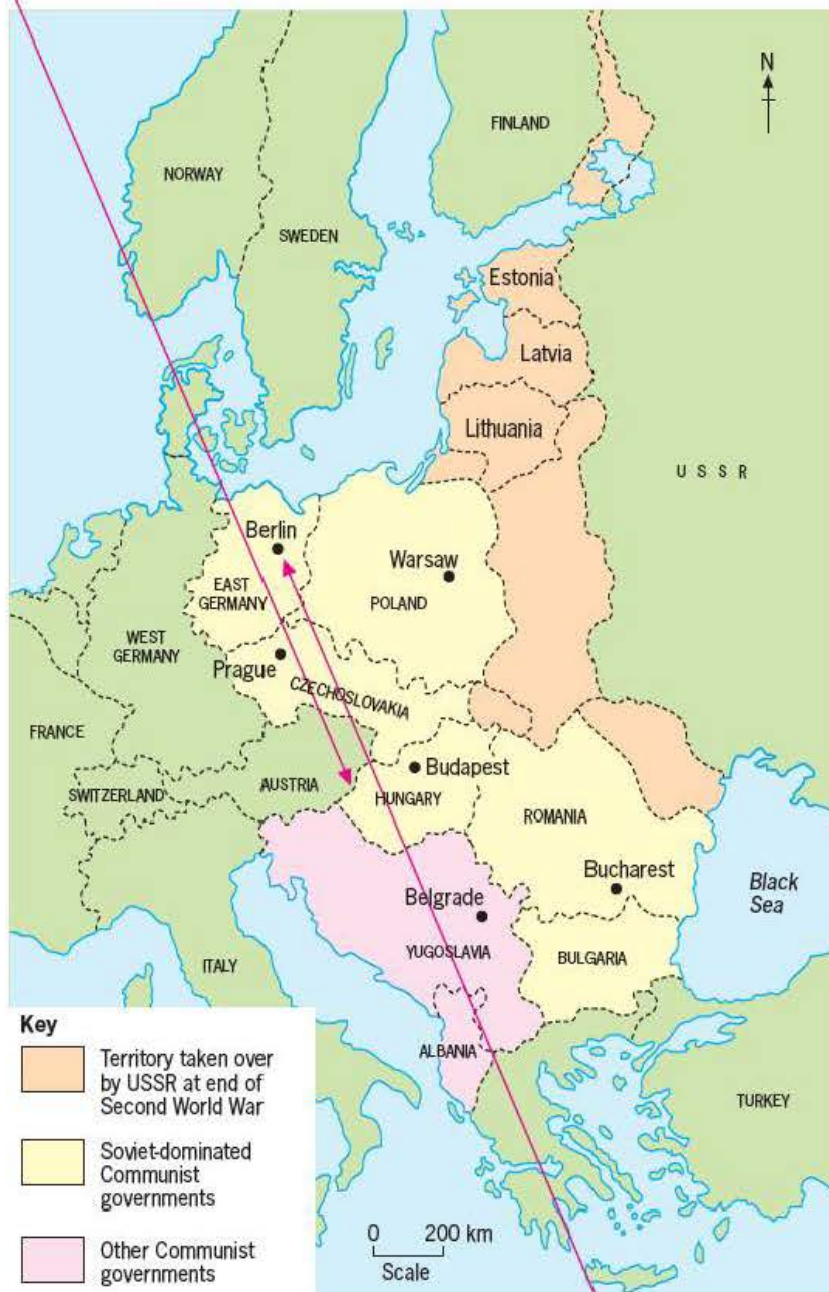 N
FINLAND
NORWAY
SWEDEN
Estonia
Latvia
Lithuania
U S S R
Berlin
Warsaw
EAST
GERMANY
POLAND
WEST
GERMANY
Prague
CZECHOSLOVAKIA
FRANCE
Budapest
AUSTRIA
SWITZERLAND
HUNGARY
ROMANIA
Bucharest
Black
Sea
Belgrade
YUGOSLAVIA
BULGARIA
ITALY
ALBANIA
TURKEY
Key
Territory taken over
by USSR at end of
Second World War
Soviet-dominated
Communist
governments
Other Communist
governments
0 200 km
Scale